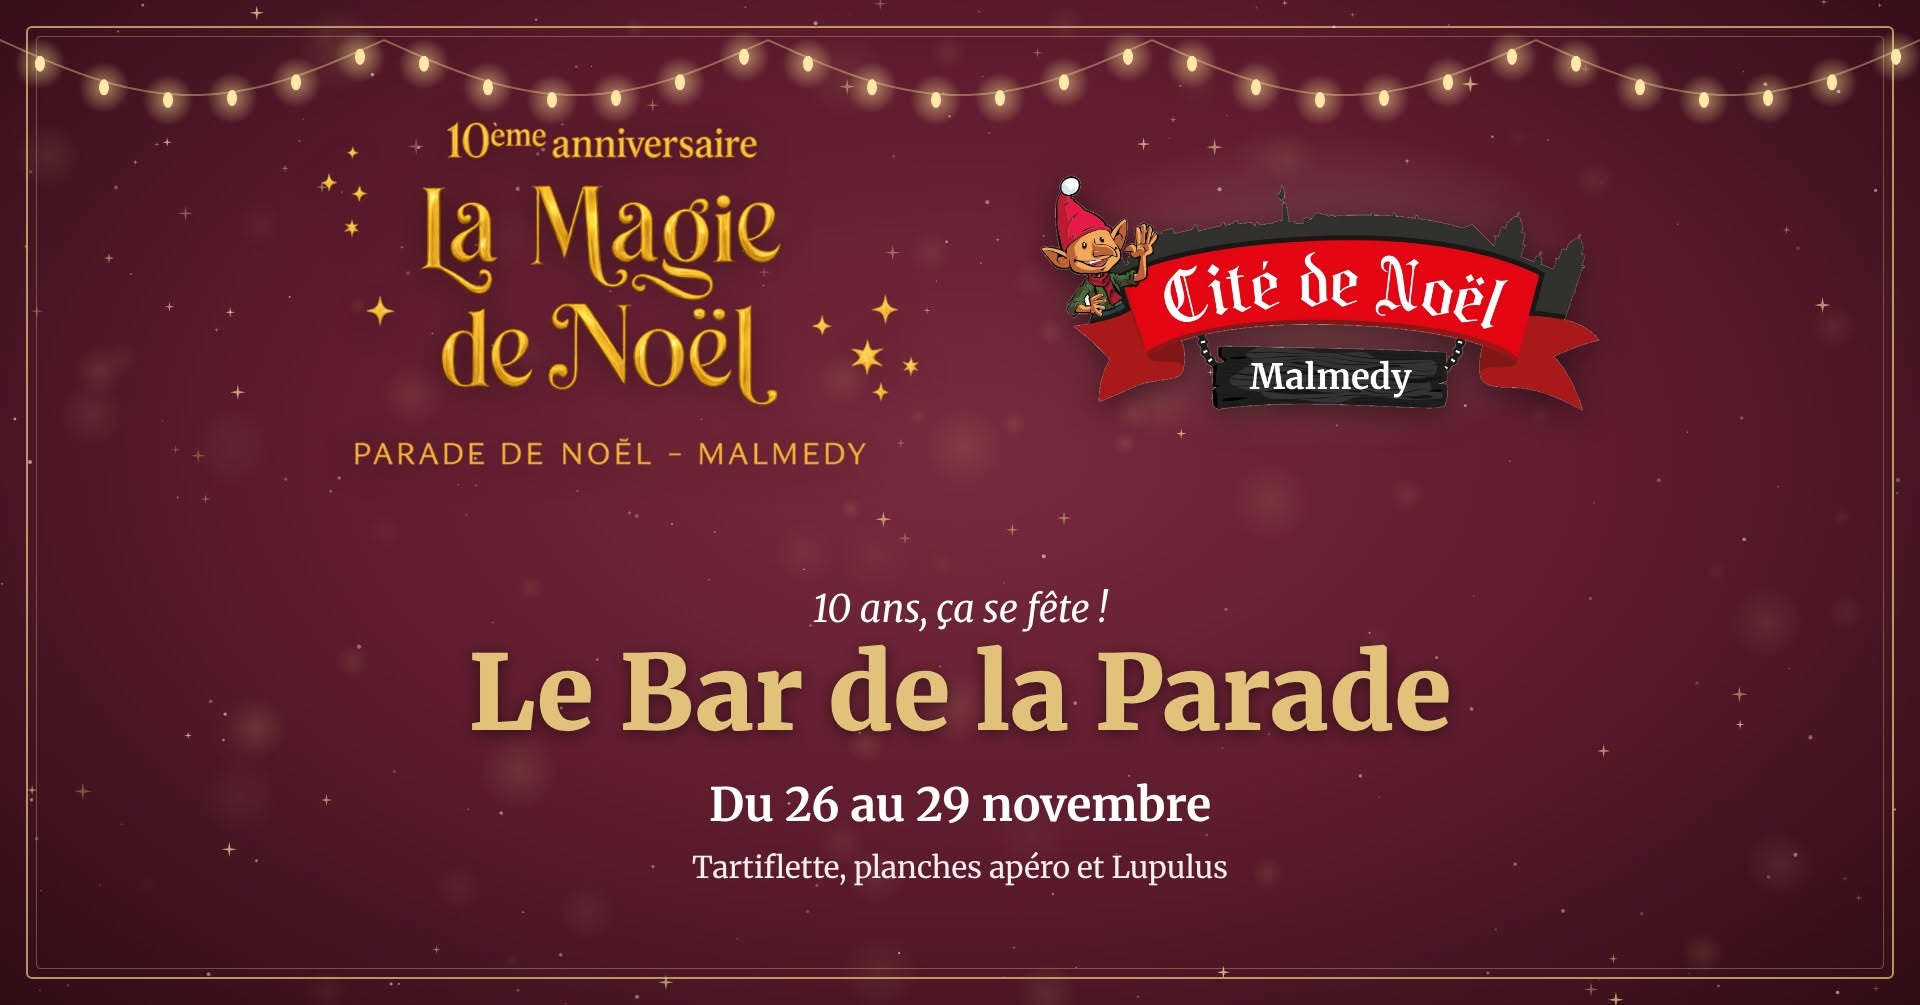 10ème anniversaire
La Magie
de Noël
PARADE DE NOËL – MALMEDY
Cité de Noël
Malmedy
10 ans, ça se fête !
Le Bar de la Parade
Du 26 au 29 novembre
Tartiflette, planches apéro et Lupulus